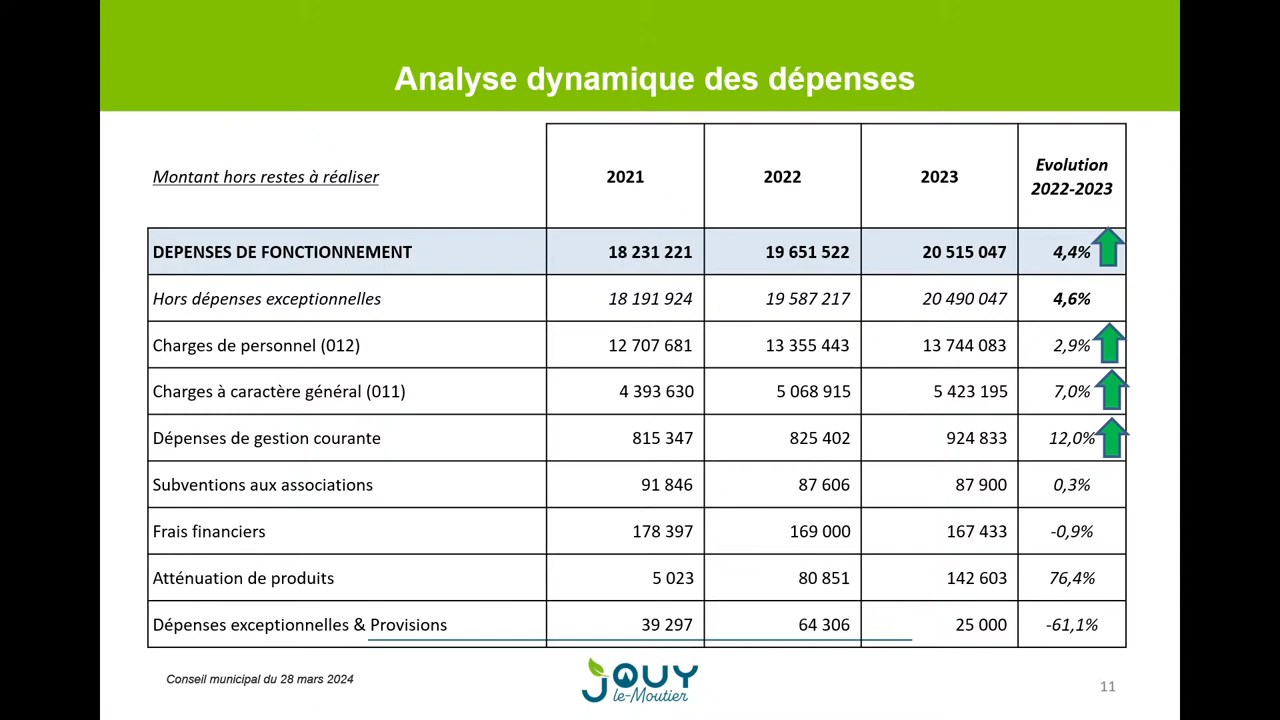 Analyse dynamique des dépenses
Montant hors restes à réaliser 2021 2022 2023 Evolution 2022-2023
DEPENSES DE FONCTIONNEMENT 18 231 221 19 651 522 20 515 047 4,4%
Hors dépenses exceptionnelles 18 191 924 19 587 217 20 490 047 4,6%
Charges de personnel (012) 12 707 681 13 355 443 13 744 083 2,9%
Charges à caractère général (011) 4 393 630 5 068 915 5 423 195 7,0%
Dépenses de gestion courante 815 347 825 402 924 833 12,0%
Subventions aux associations 91 846 87 606 87 900 0,3%
Frais financiers 178 397 169 000 167 433 -0,9%
Atténuation de produits 5 023 80 851 142 603 76,4%
Dépenses exceptionnelles & Provisions 39 297 64 306 25 000 -61,1%
Conseil municipal du 28 mars 2024
JOUY
le-Moutier
11